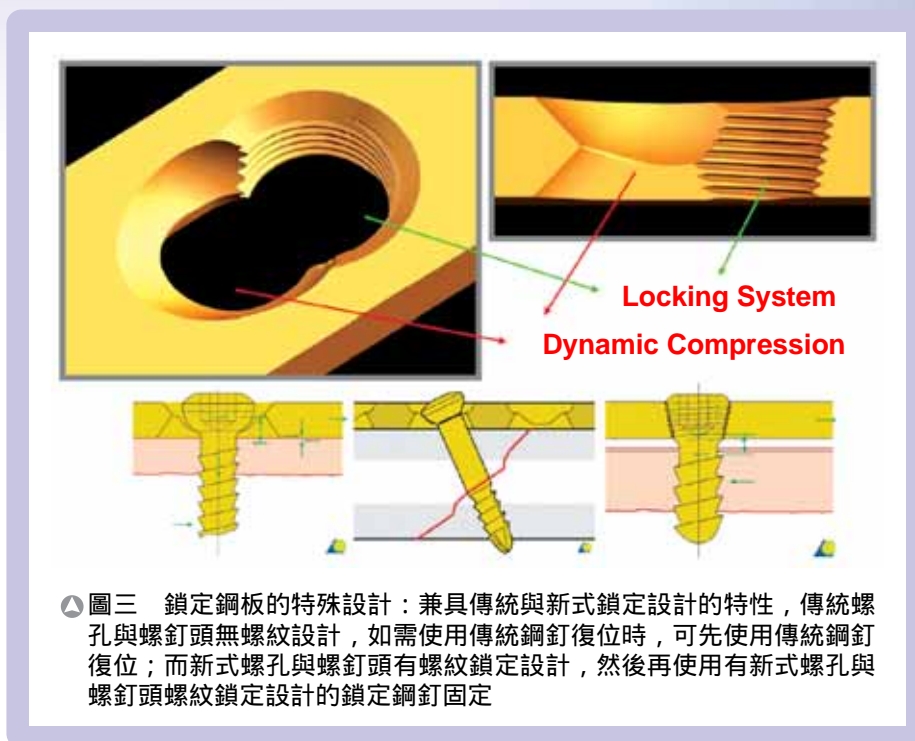 Locking System
Dynamic Compression
圖三 鎖定鋼板的特殊設計：兼具傳統與新式鎖定設計的特性，傳統螺
孔與螺釘頭無螺紋設計，如需使用傳統鋼釘復位時，可先使用傳統鋼釘
復位；而新式螺孔與螺釘頭有螺紋鎖定設計，然後再使用有新式螺孔與
螺釘頭螺紋鎖定設計的鎖定鋼釘固定